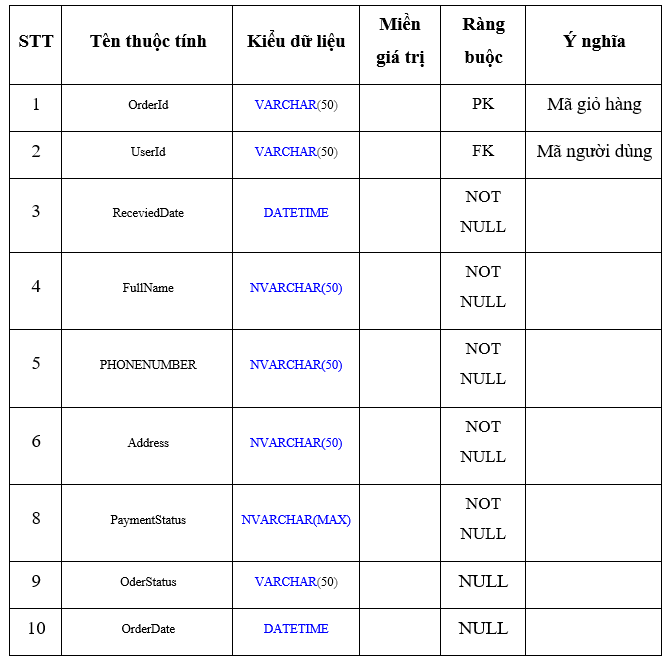 STT Tên thuộc tính Kiểu dữ liệu Miền giá trị Ràng buộc Ý nghĩa
1 OrderId VARCHAR(50) PK Mã giỏ hàng
2 UserId VARCHAR(50) FK Mã người dùng
3 ReceviedDate DATETIME NOT NULL
4 FullName NVARCHAR(50) NOT NULL
5 PHONENUMBER NVARCHAR(50) NOT NULL
6 Address NVARCHAR(50) NOT NULL
8 PaymentStatus NVARCHAR(MAX) NOT NULL
9 OderStatus VARCHAR(50) NULL
10 OrderDate DATETIME NULL